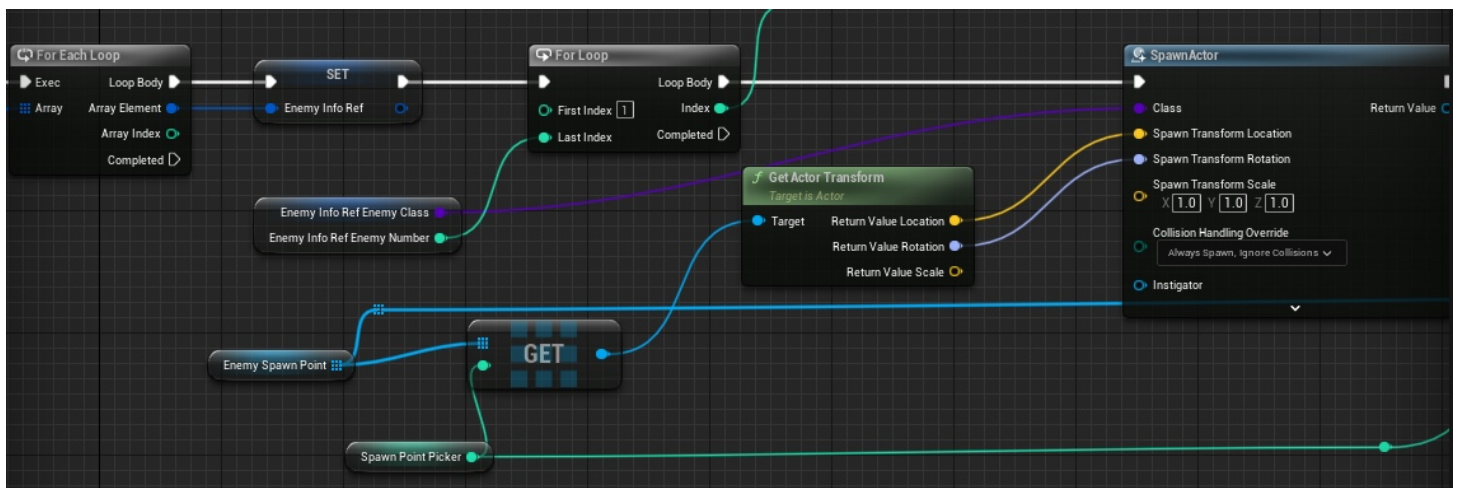 For Each Loop
Exec
Loop Body
Array
Array Element
Array Index
Completed
SET
Enemy Info Ref
For Loop
Loop Body
First Index 1
Index
Last Index
Completed
SpawnActor
Class
Return Value
Spawn Transform Location
Spawn Transform Rotation
Spawn Transform Scale
X 1.0 Y 1.0 Z 1.0
Collision Handling Override
Always Spawn, Ignore Collisions
Instigator
Enemy Info Ref Enemy Class
Enemy Info Ref Enemy Number
f Get Actor Transform
Target is Actor
Target
Return Value Location
Return Value Rotation
Return Value Scale
Enemy Spawn Point
GET
Spawn Point Picker